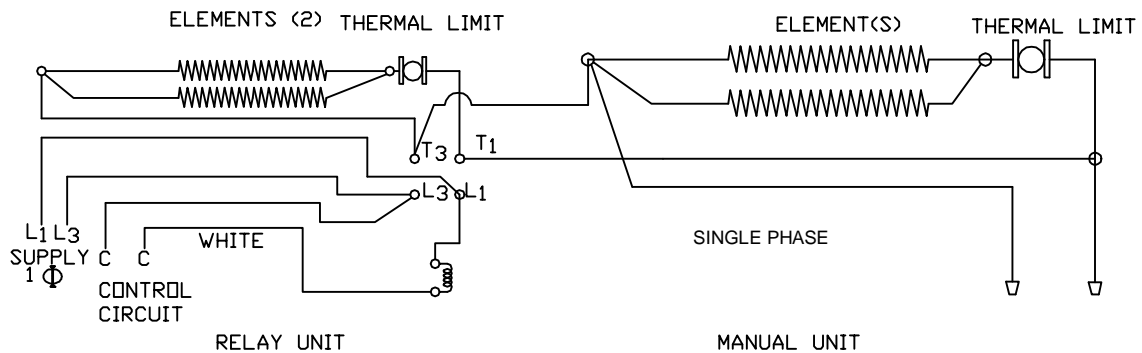 ELEMENTS (2)
THERMAL LIMIT
ELEMENT(S)
THERMAL LIMIT
T3
T1
L3
L1
L1 L3
SUPPLY
1Φ
C
C
WHITE
CONTROL
CIRCUIT
SINGLE PHASE
RELAY UNIT
MANUAL UNIT